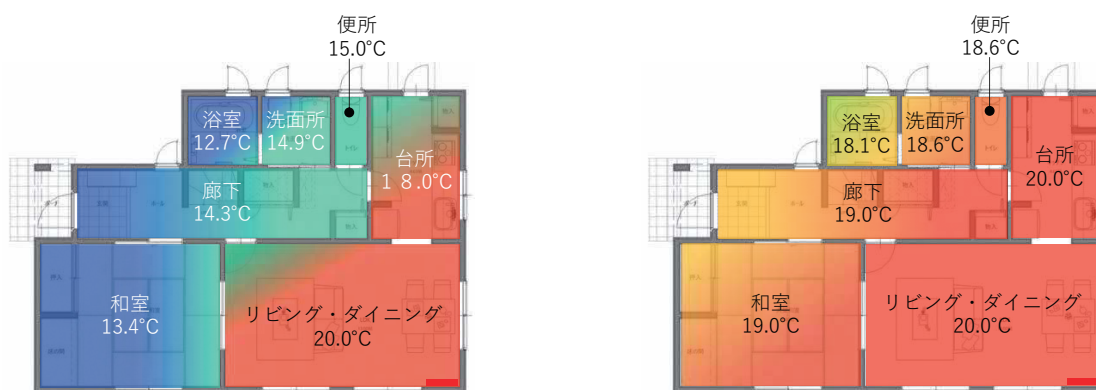 便所
15.0°C
浴室
12.7°C
洗面所
14.9°C
台所
１８.0°C
廊下
14.3°C
和室
13.4°C
リビング・ダイニング
20.0°C
便所
18.6°C
浴室
18.1°C
洗面所
18.6°C
台所
20.0°C
廊下
19.0°C
和室
19.0°C
リビング・ダイニング
20.0°C